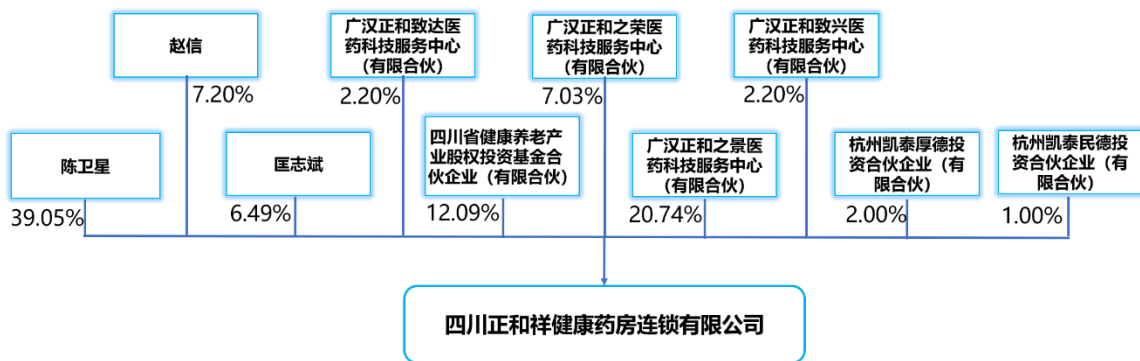 赵信
广汉正和致达医
药科技服务中心
（有限合伙）
广汉正和之荣医
药科技服务中心
（有限合伙）
广汉正和致兴医
药科技服务中心
（有限合伙）
7.20%
2.20%
7.03%
2.20%
陈卫星
匡志斌
四川省健康养老产
业股权投资基金合
伙企业（有限合伙）
广汉正和之景医
药科技服务中心
（有限合伙）
杭州凯泰厚德投
资合伙企业（有
限合伙）
杭州凯泰民德投
资合伙企业（有
限合伙）
39.05%
6.49%
12.09%
20.74%
2.00%
1.00%
四川正和祥健康药房连锁有限公司